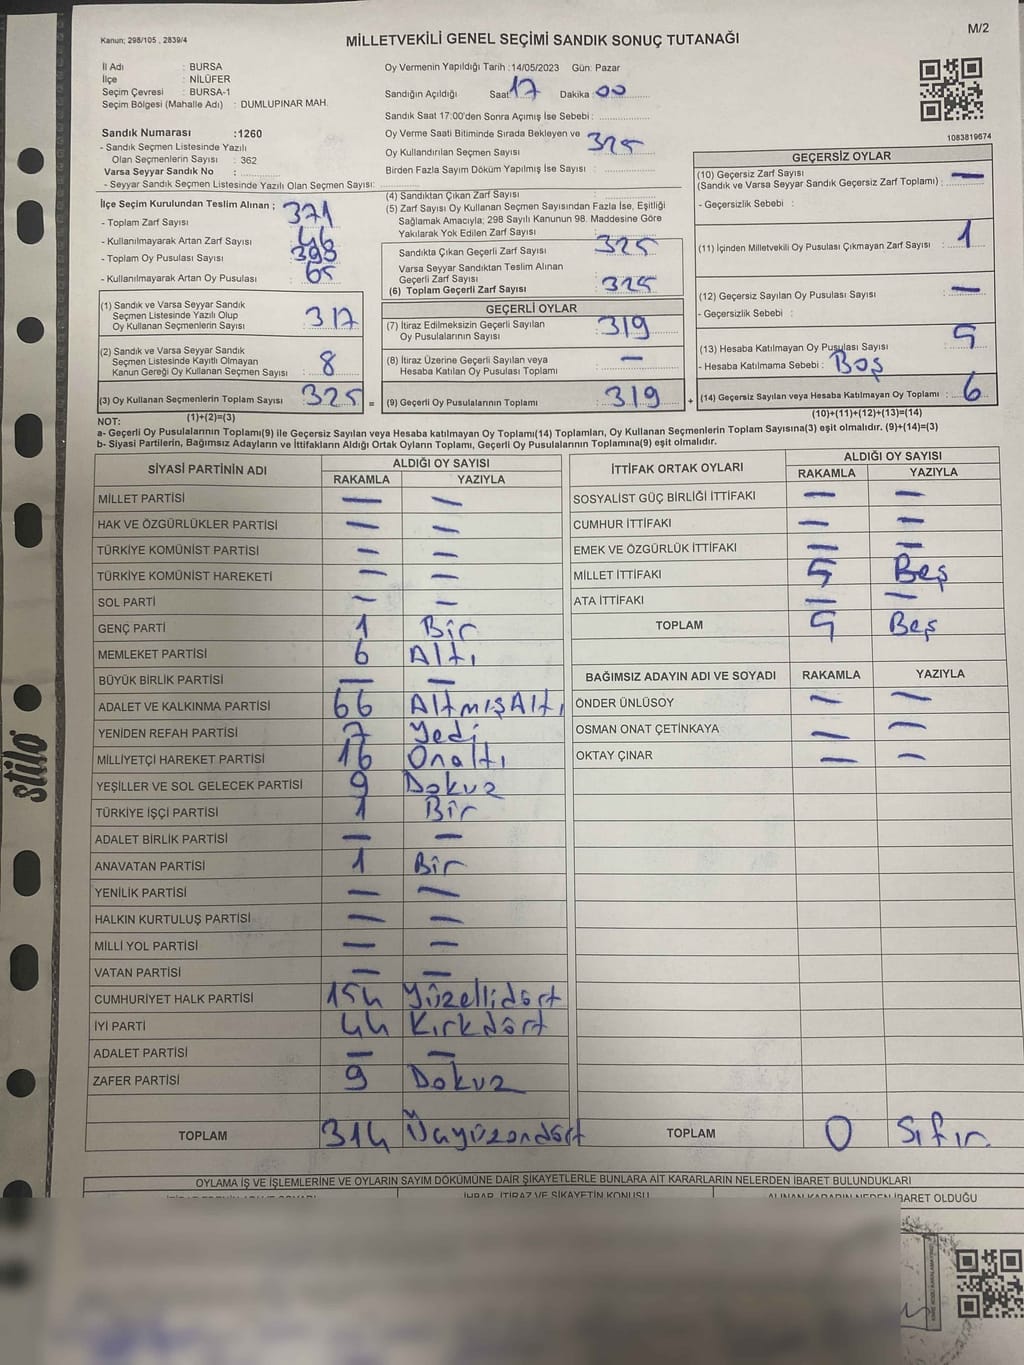 Kanun; 298/105 , 2839/4
M/2
MİLLETVEKİLİ GENEL SEÇİMİ SANDIK SONUÇ TUTANAĞI
İl Adı : BURSA
İlçe : NİLÜFER
Seçim Çevresi : BURSA-1
Seçim Bölgesi (Mahalle Adı) : DUMLUPINAR MAH.
Sandık Numarası :1260
- Sandık Seçmen Listesinde Yazılı
Olan Seçmenlerin Sayısı : 362
Varsa Seyyar Sandık No :
- Seyyar Sandık Seçmen Listesinde Yazılı Olan Seçmen Sayısı:
Oy Vermenin Yapıldığı Tarih :14/05/2023 Gün: Pazar
Sandığın Açıldığı Saat 17 Dakika 00
Sandık Saat 17:00'den Sonra Açımış İse Sebebi :
Oy Verme Saati Bitiminde Sırada Bekleyen ve
Oy Kullandırılan Seçmen Sayısı : 325
Birden Fazla Sayım Döküm Yapılmış İse Sayısı :
1083819674
İlçe Seçim Kurulundan Teslim Alınan ;
- Toplam Zarf Sayısı : 371
- Kullanılmayarak Artan Zarf Sayısı : 46
- Toplam Oy Pusulası Sayısı : 393
- Kullanılmayarak Artan Oy Pusulası : 65
(1) Sandık ve Varsa Seyyar Sandık
Seçmen Listesinde Yazılı Olup
Oy Kullanan Seçmenlerin Sayısı : 317
(2) Sandık ve Varsa Seyyar Sandık
Seçmen Listesinde Kayıtlı Olmayan
Kanun Gereği Oy Kullanan Seçmen Sayısı : 8
(3) Oy Kullanan Seçmenlerin Toplam Sayısı : 325 =
(1)+(2)=(3)
(4) Sandıktan Çıkan Zarf Sayısı :
(5) Zarf Sayısı Oy Kullanan Seçmen Sayısından Fazla İse, Eşitliği
Sağlamak Amacıyla; 298 Sayılı Kanunun 98. Maddesine Göre
Yakılarak Yok Edilen Zarf Sayısı :
Sandıkta Çıkan Geçerli Zarf Sayısı : 325
Varsa Seyyar Sandıktan Teslim Alınan
Geçerli Zarf Sayısı :
(6) Toplam Geçerli Zarf Sayısı : 325
GEÇERLİ OYLAR
(7) İtiraz Edilmeksizin Geçerli Sayılan
Oy Pusulalarının Sayısı : 319
(8) İtiraz Üzerine Geçerli Sayılan veya
Hesaba Katılan Oy Pusulası Toplamı : —
(9) Geçerli Oy Pusulalarının Toplamı : 319 +
GEÇERSİZ OYLAR
(10) Geçersiz Zarf Sayısı
(Sandık ve Varsa Seyyar Sandık Geçersiz Zarf Toplamı) : —
- Geçersizlik Sebebi :
(11) İçinden Milletvekili Oy Pusulası Çıkmayan Zarf Sayısı : 1
(12) Geçersiz Sayılan Oy Pusulası Sayısı : —
- Geçersizlik Sebebi :
(13) Hesaba Katılmayan Oy Pusulası Sayısı : 5
- Hesaba Katılmama Sebebi : Boş
(14) Geçersiz Sayılan veya Hesaba Katılmayan Oy Toplamı : 6
(10)+(11)+(12)+(13)=(14)
NOT:
a- Geçerli Oy Pusulalarının Toplamı(9) ile Geçersiz Sayılan veya Hesaba katılmayan Oy Toplamı(14) Toplamları, Oy Kullanan Seçmenlerin Toplam Sayısına(3) eşit olmalıdır. (9)+(14)=(3)
b- Siyasi Partilerin, Bağımsız Adayların ve İttifakların Aldığı Ortak Oyların Toplamı, Geçerli Oy Pusulalarının Toplamına(9) eşit olmalıdır.
SİYASİ PARTİNİN ADI ALDIĞI OY SAYISI
RAKAMLA YAZIYLA
MİLLET PARTİSİ — —
HAK VE ÖZGÜRLÜKLER PARTİSİ — —
TÜRKİYE KOMÜNİST PARTİSİ — —
TÜRKİYE KOMÜNİST HAREKETİ — —
SOL PARTİ — —
GENÇ PARTİ 1 Bir
MEMLEKET PARTİSİ 6 Altı
BÜYÜK BİRLİK PARTİSİ — —
ADALET VE KALKINMA PARTİSİ 66 AltmışAltı
YENİDEN REFAH PARTİSİ 7 Yedi
MİLLİYETÇİ HAREKET PARTİSİ 16 Onaltı
YEŞİLLER VE SOL GELECEK PARTİSİ 9 Dokuz
TÜRKİYE İŞÇİ PARTİSİ 1 Bir
ADALET BİRLİK PARTİSİ — —
ANAVATAN PARTİSİ 1 Bir
YENİLİK PARTİSİ — —
HALKIN KURTULUŞ PARTİSİ — —
MİLLİ YOL PARTİSİ — —
VATAN PARTİSİ — —
CUMHURİYET HALK PARTİSİ 154 Yüzellidört
İYİ PARTİ 44 Kırkdört
ADALET PARTİSİ — —
ZAFER PARTİSİ 9 Dokuz
TOPLAM 314
İTTİFAK ORTAK OYLARI ALDIĞI OY SAYISI
RAKAMLA YAZIYLA
SOSYALİST GÜÇ BİRLİĞİ İTTİFAKI — —
CUMHUR İTTİFAKI — —
EMEK VE ÖZGÜRLÜK İTTİFAKI — —
MİLLET İTTİFAKI 5 Beş
ATA İTTİFAKI — —
TOPLAM 5 Beş
BAĞIMSIZ ADAYIN ADI VE SOYADI RAKAMLA YAZIYLA
ONDER ÜNLÜSOY — —
OSMAN ONAT ÇETİNKAYA — —
OKTAY ÇINAR — —
TOPLAM 0 Sıfır
OYLAMA İŞ VE İŞLEMLERİNE VE OYLARIN SAYIM DÖKÜMÜNE DAİR ŞİKAYETLERLE BUNLARA AİT KARARLARIN NELERDEN İBARET BULUNDUKLARI
İHBAR, İTİRAZ VE ŞİKAYETİN KONUSU ALINAN KARARIN NEDEN İBARET OLDUĞU
stilo